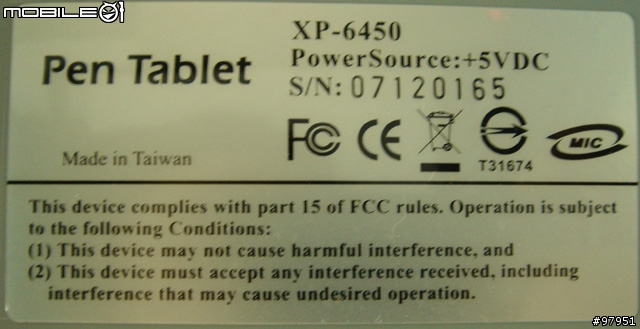 MOBILE01
XP-6450
PowerSource:+5VDC
Pen Tablet
S/N: 07120165
FC CE MIC
T31674
Made in Taiwan
This device complies with part 15 of FCC rules. Operation is subject
to the following Conditions:
(1) This device may not cause harmful interference, and
(2) This device must accept any interference received, including
interference that may cause undesired operation.
#97951